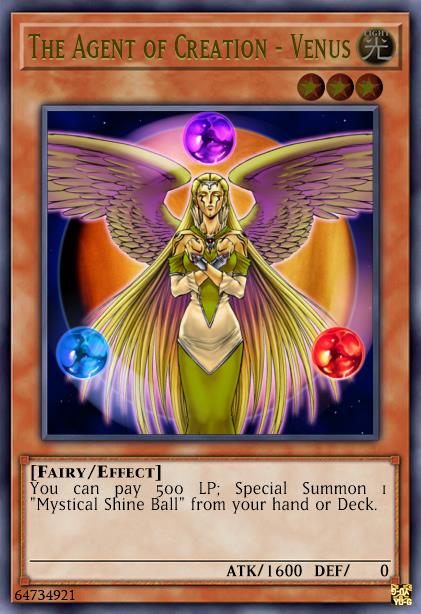 The Agent of Creation - Venus
LIGHT
光
[Fairy/Effect]
You can pay 500 LP; Special Summon 1
"Mystical Shine Ball" from your hand or Deck.
ATK/1600 DEF/ 0
64734921